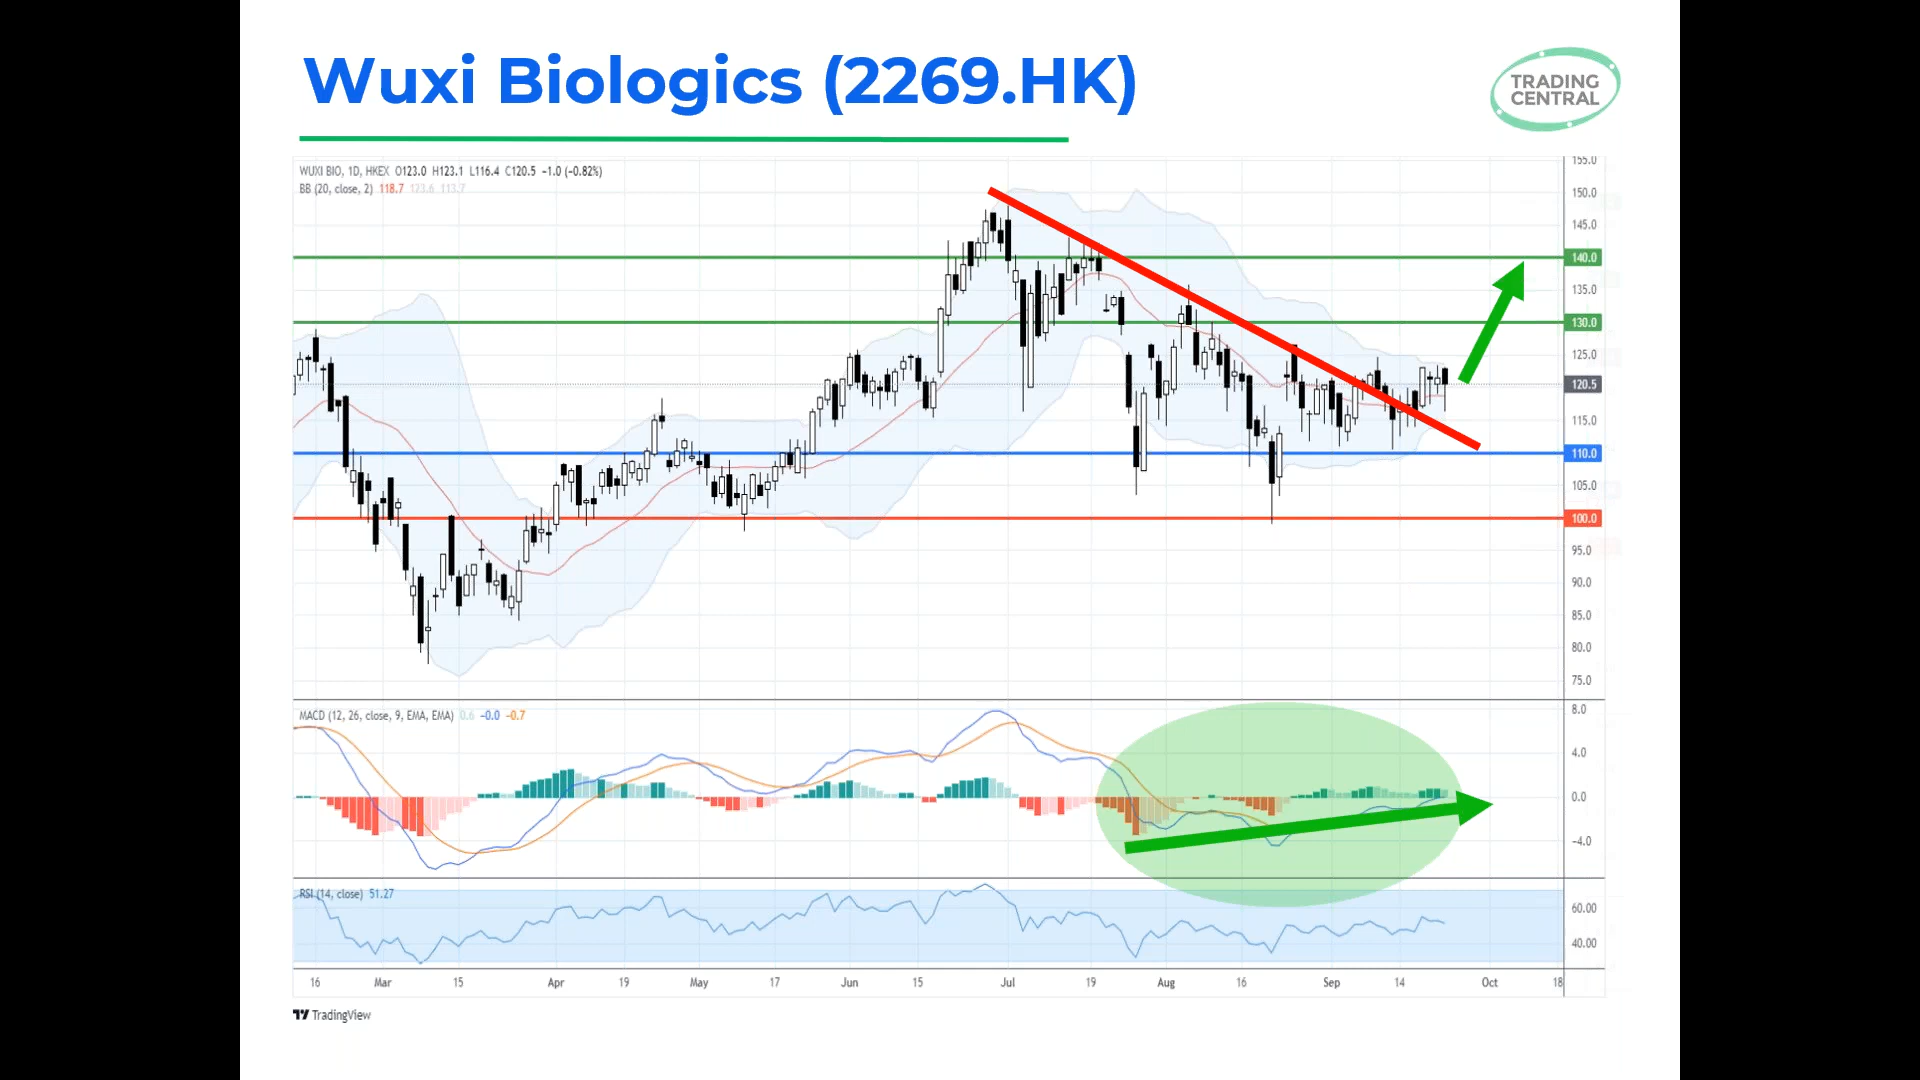 Wuxi Biologics (2269.HK)
TRADING
CENTRAL
WUXI BIO, 1D, HKEX O123.0 H123.1 L116.4 C120.5 −1.0 (−0.82%)
BB (20, close, 2) 118.7 123.6 113.7
155.0
150.0
145.0
140.0
135.0
130.0
125.0
120.5
115.0
110.0
105.0
100.0
95.0
90.0
85.0
80.0
75.0
MACD (12, 26, close, 9, EMA, EMA) 0.6 −0.0 −0.7
8.0
4.0
0.0
−4.0
RSI (14, close) 51.27
60.00
40.00
16 Mar 15 Apr 19 May 17 Jun 15 Jul 19 Aug 16 Sep 14 Oct 18
TradingView